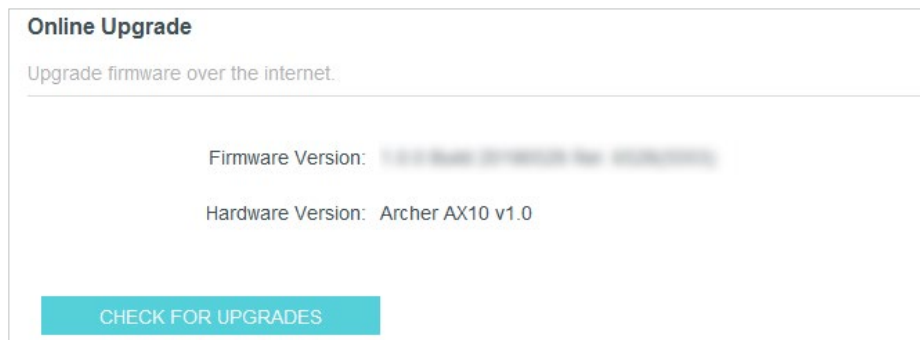 Online Upgrade
Upgrade firmware over the internet.
Firmware Version:
Hardware Version: Archer AX10 v1.0
CHECK FOR UPGRADES